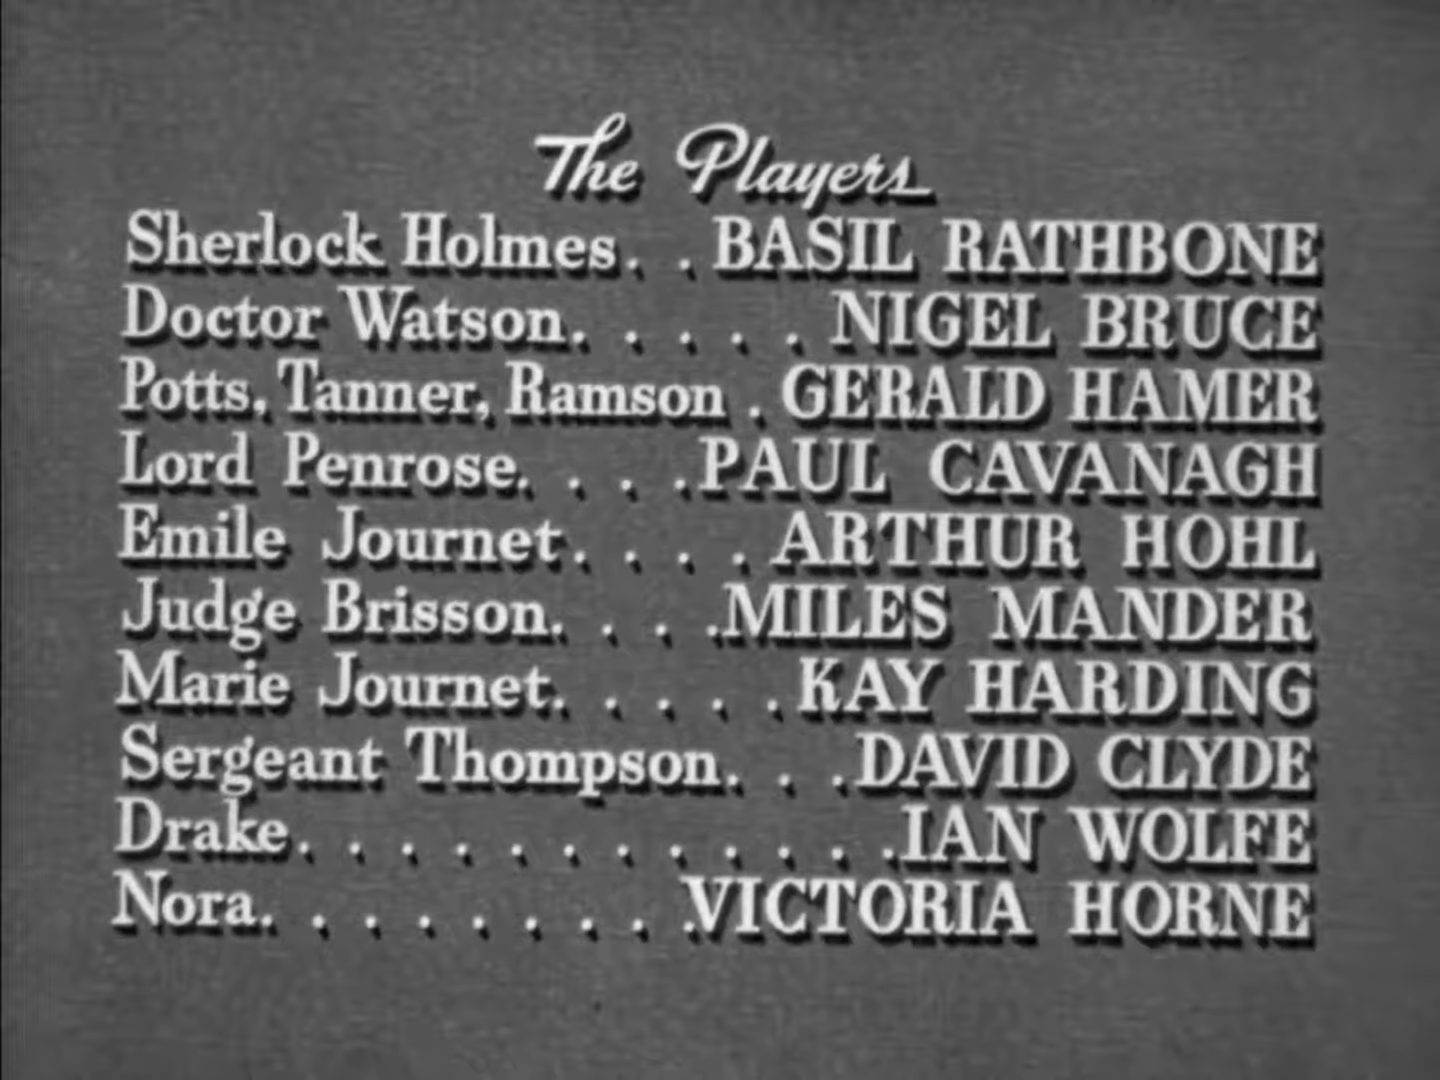 The Players
Sherlock Holmes. . BASIL RATHBONE
Doctor Watson. . . . . NIGEL BRUCE
Potts, Tanner, Ramson . GERALD HAMER
Lord Penrose. . . .PAUL CAVANAGH
Emile Journet. . . . ARTHUR HOHL
Judge Brisson. . . .MILES MANDER
Marie Journet. . . . .KAY HARDING
Sergeant Thompson. . .DAVID CLYDE
Drake. . . . . . . . . . . .IAN WOLFE
Nora. . . . . . . . .VICTORIA HORNE